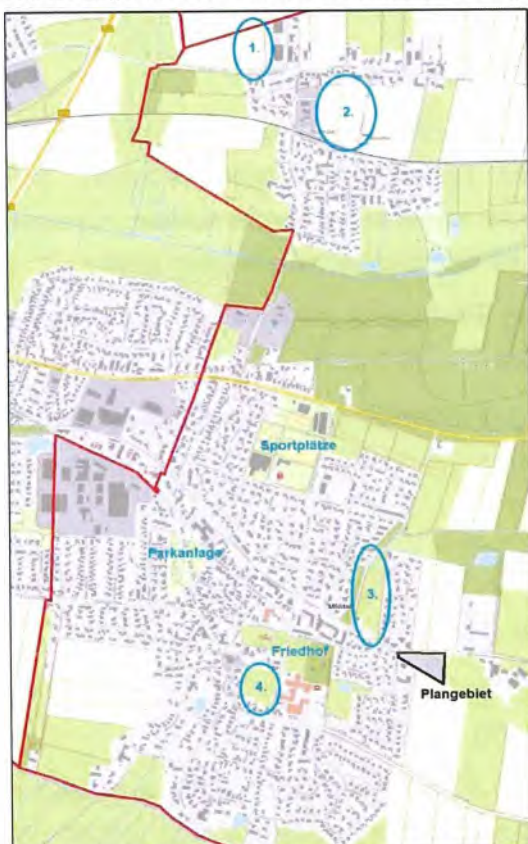 1.
2.
Sportplätze
Parkanlage
3.
Friedhof
4.
Plangebiet